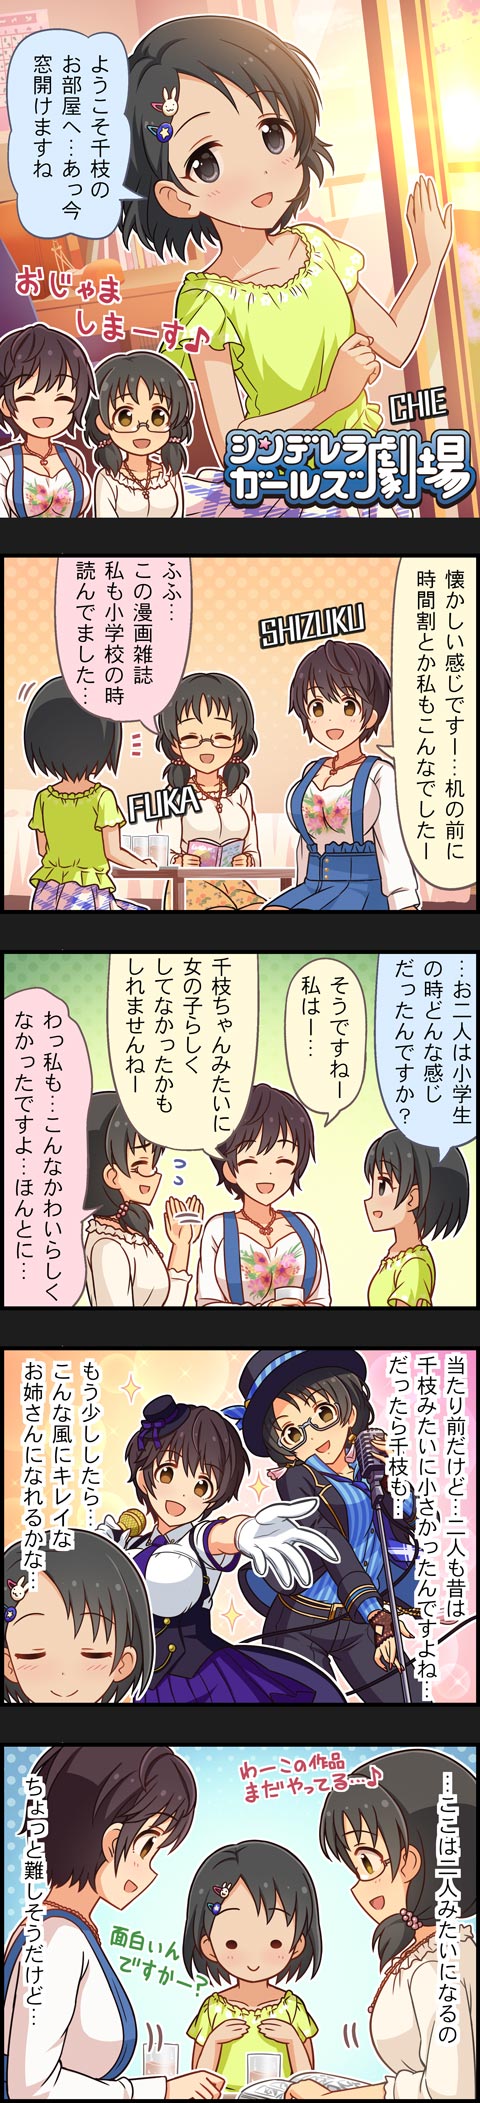 ようこそ千枝の
お部屋へ…あっ今
窓開けますね
おじゃま
しまーす♪
CHIE
シンデレラ
ガールズ劇場
懐かしい感じですー…机の前に
時間割とか私もこんなでしたー
SHIZUKU
ふふ…
この漫画雑誌
私も小学校の時
読んでました…
FUKA
…お二人は小学生
の時どんな感じ
だったんですか?
そうですねー
私はー…
千枝ちゃんみたいに
女の子らしく
してなかったかも
しれませんねー
わっ私も…こんなかわいらしく
なかったですよ…ほんとに…
当たり前だけど…二人も昔は
千枝みたいに小さかったんですよね…
だったら千枝も…
もう少ししたら…
こんな風にキレイな
お姉さんになれるかな…
わーこの作品
まだやってる…♪
…ここは二人みたいになるの
面白いん
ですかー?
ちょっと難しそうだけど…